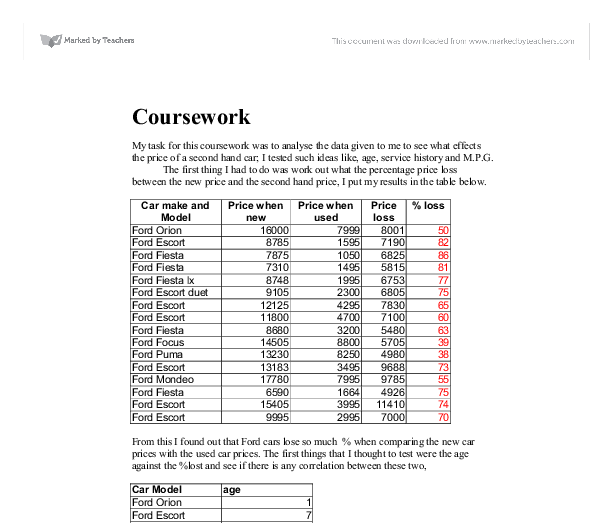 Marked by Teachers
This document was downloaded from www.markedbyteachers.com
Coursework
My task for this coursework was to analyse the data given to me to see what effects
the price of a second hand car; I tested such ideas like, age, service history and M.P.G.
The first thing I had to do was work out what the percentage price loss
between the new price and the second hand price, I put my results in the table below.
Car make and Model Price when new Price when used Price loss % loss
Ford Orion 16000 7999 8001 50
Ford Escort 8785 1595 7190 82
Ford Fiesta 7875 1050 6825 86
Ford Fiesta 7310 1495 5815 81
Ford Fiesta lx 8748 1995 6753 77
Ford Escort duet 9105 2300 6805 75
Ford Escort 12125 4295 7830 65
Ford Escort 11800 4700 7100 60
Ford Fiesta 8680 3200 5480 63
Ford Focus 14505 8800 5705 39
Ford Puma 13230 8250 4980 38
Ford Escort 13183 3495 9688 73
Ford Mondeo 17780 7995 9785 55
Ford Fiesta 6590 1664 4926 75
Ford Escort 15405 3995 11410 74
Ford Escort 9995 2995 7000 70
From this I found out that Ford cars lose so much % when comparing the new car
prices with the used car prices. The first things that I thought to test were the age
against the %lost and see if there is any correlation between these two,
Car Model age
Ford Orion 1
Ford Escort 7